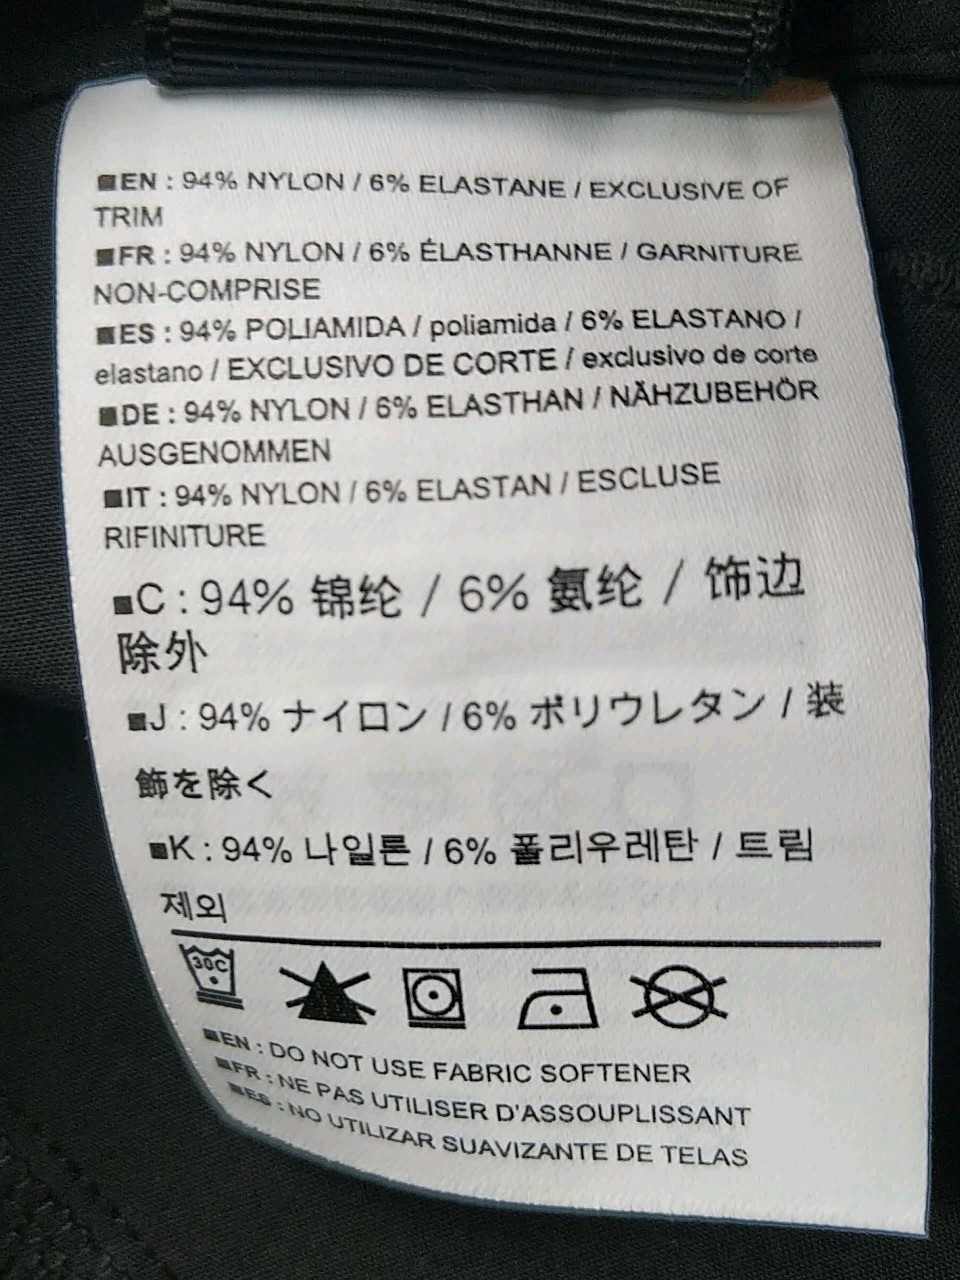 ■EN : 94% NYLON / 6% ELASTANE / EXCLUSIVE OF
TRIM
■FR : 94% NYLON / 6% ÉLASTHANNE / GARNITURE
NON-COMPRISE
■ES : 94% POLIAMIDA / poliamida / 6% ELASTANO /
elastano / EXCLUSIVO DE CORTE / exclusivo de corte
■DE : 94% NYLON / 6% ELASTHAN / NÄHZUBEHÖR
AUSGENOMMEN
■IT : 94% NYLON / 6% ELASTAN / ESCLUSE
RIFINITURE
■C : 94% 锦纶 / 6% 氨纶 / 饰边
除外
■J : 94% ナイロン / 6% ポリウレタン / 装
飾を除く
■K : 94% 나일론 / 6% 폴리우레탄 / 트림
제외
30C
■EN : DO NOT USE FABRIC SOFTENER
■FR : NE PAS UTILISER D'ASSOUPLISSANT
■ES : NO UTILIZAR SUAVIZANTE DE TELAS